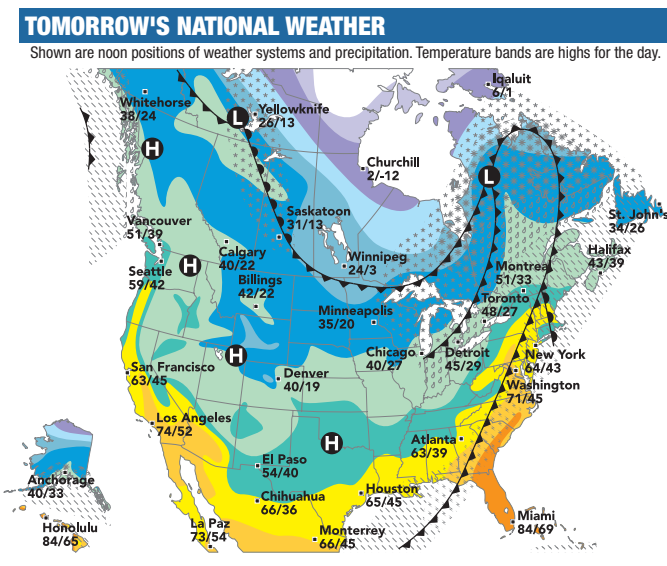 TOMORROW'S NATIONAL WEATHER
Shown are noon positions of weather systems and precipitation. Temperature bands are highs for the day.
Iqaluit
6/1
Whitehorse
38/24
L
Yellowknife
26/13
H
Churchill
2/-12
L
Vancouver
51/39
Saskatoon
31/13
St. John's
34/26
Calgary
40/22
Winnipeg
24/3
Halifax
43/39
Seattle
59/42
H
Billings
42/22
Montreal
51/33
Toronto
48/27
Minneapolis
35/20
San Francisco
63/45
H
Denver
40/19
Chicago
40/27
Detroit
45/29
New York
64/43
Washington
71/45
Los Angeles
74/52
H
Atlanta
63/39
El Paso
54/40
Anchorage
40/33
Chihuahua
66/36
Houston
65/45
Honolulu
84/65
La Paz
73/54
Monterrey
66/45
Miami
84/69